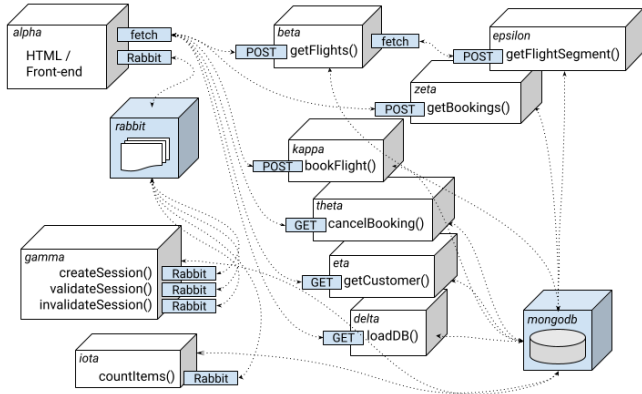 alpha
HTML /
Front-end
fetch
Rabbit
beta
POST
getFlights()
fetch
epsilon
POST
getFlightSegment()
zeta
POST
getBookings()
rabbit
kappa
POST
bookFlight()
theta
GET
cancelBooking()
gamma
createSession()
Rabbit
validateSession()
Rabbit
invalidateSession()
Rabbit
eta
GET
getCustomer()
delta
GET
loadDB()
mongodb
iota
countItems()
Rabbit